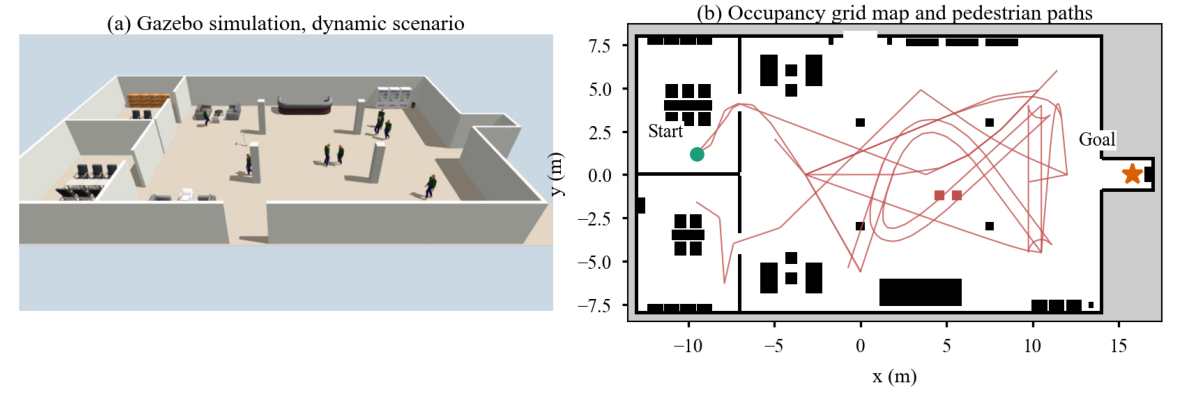 (a) Gazebo simulation, dynamic scenario
(b) Occupancy grid map and pedestrian paths
7.5
5.0
2.5
0.0
−2.5
−5.0
−7.5
y (m)
Start
Goal
−10
−5
0
5
10
15
x (m)